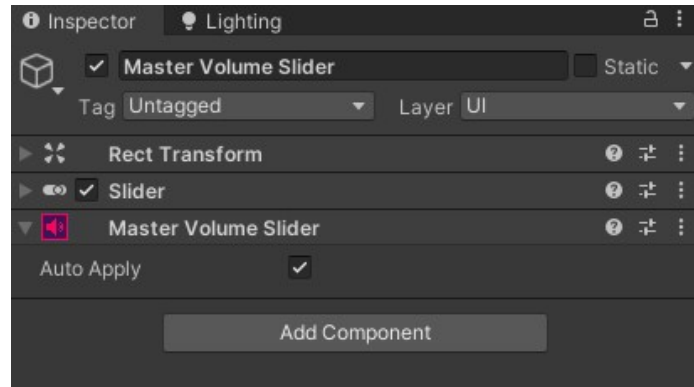 Inspector Lighting
Master Volume Slider Static
Tag Untagged Layer UI
Rect Transform
Slider
Master Volume Slider
Auto Apply
Add Component